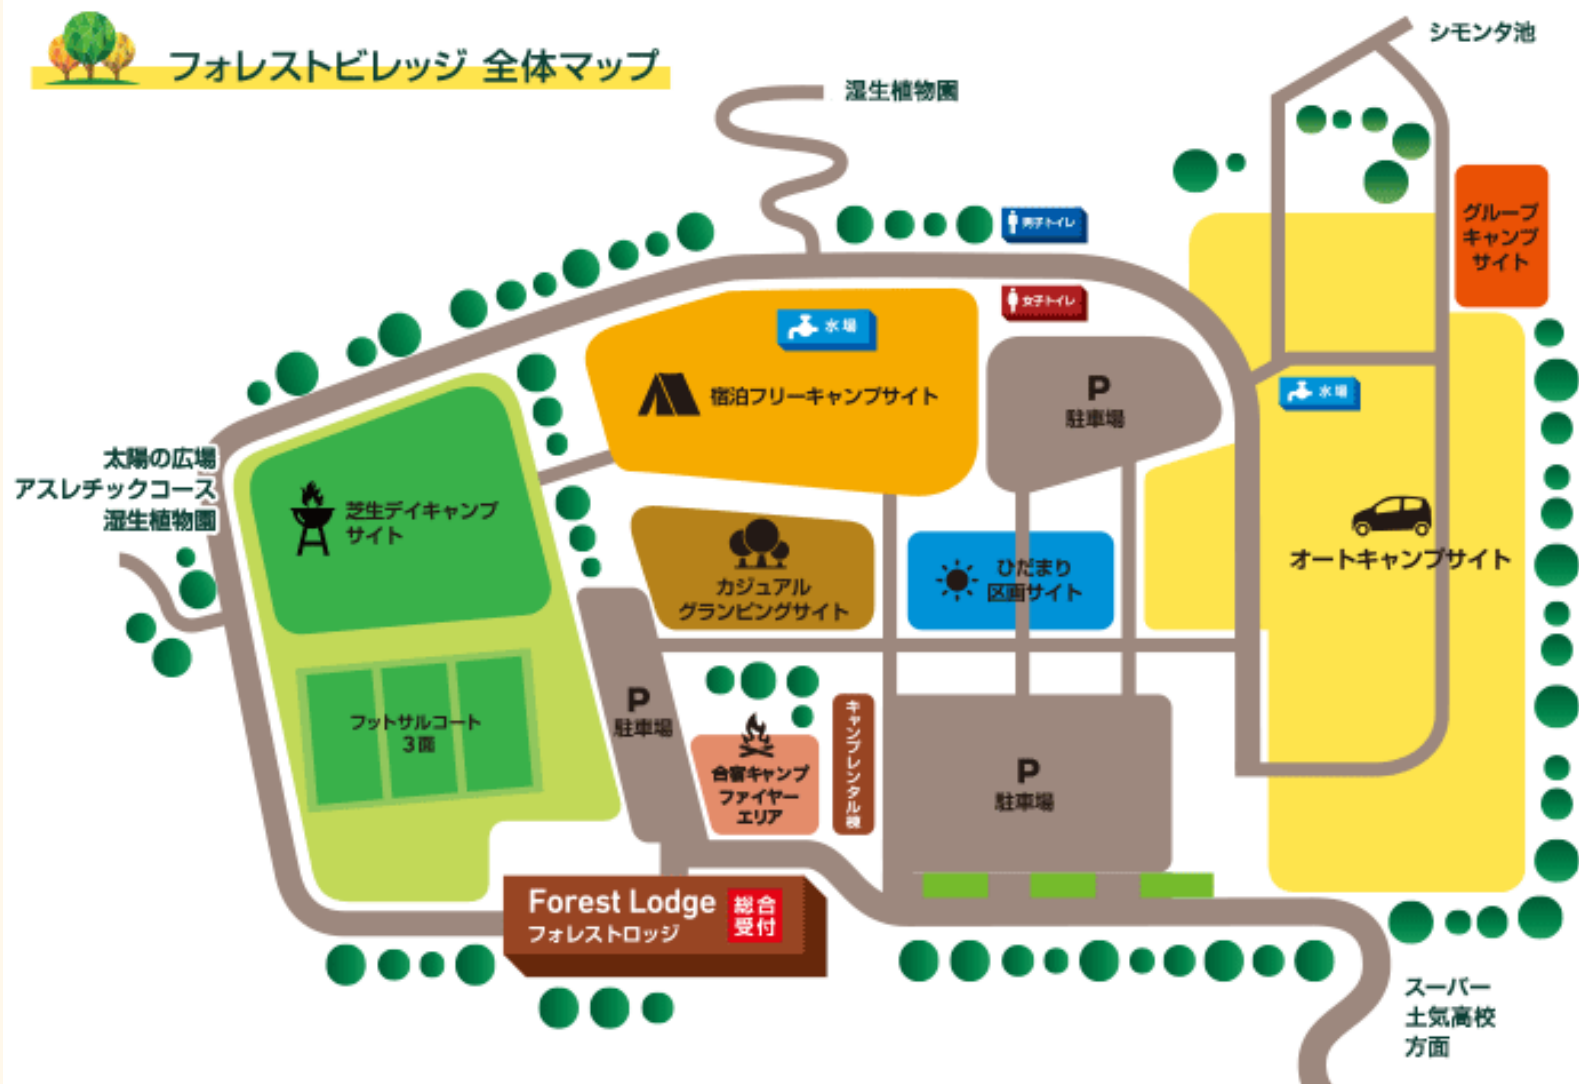 フォレストビレッジ 全体マップ
シモンタ池
湿生植物園
男子トイレ
女子トイレ
グループ
キャンプ
サイト
水場
宿泊フリーキャンプサイト
P
駐車場
水場
太陽の広場
アスレチックコース
湿生植物園
芝生デイキャンプ
サイト
カジュアル
グランピングサイト
ひだまり
区画サイト
オートキャンプサイト
フットサルコート
3面
P
駐車場
合宿キャンプ
ファイヤー
エリア
キャンプレンタル棟
P
駐車場
Forest Lodge
フォレストロッジ
総合
受付
スーパー
土気高校
方面